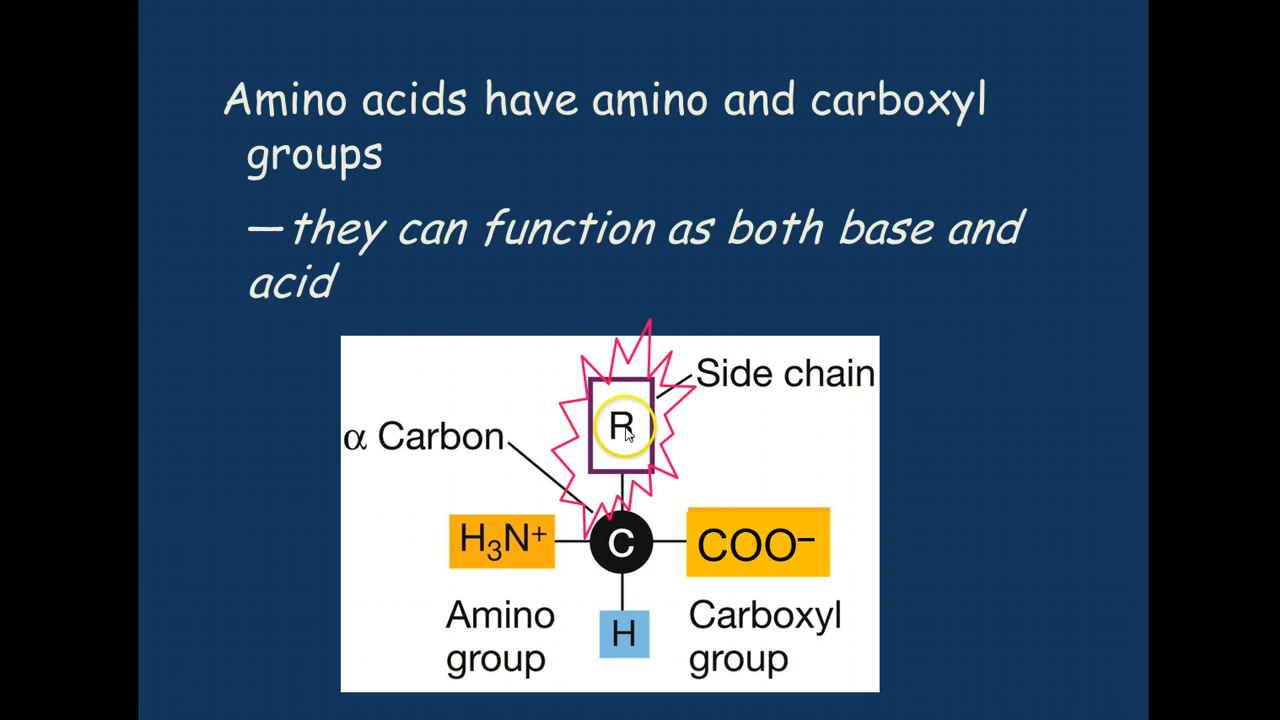 Amino acids have amino and carboxyl
groups
—they can function as both base and
acid
Side chain
R
α Carbon
H₃N⁺
C
COO⁻
Amino
group
H
Carboxyl
group